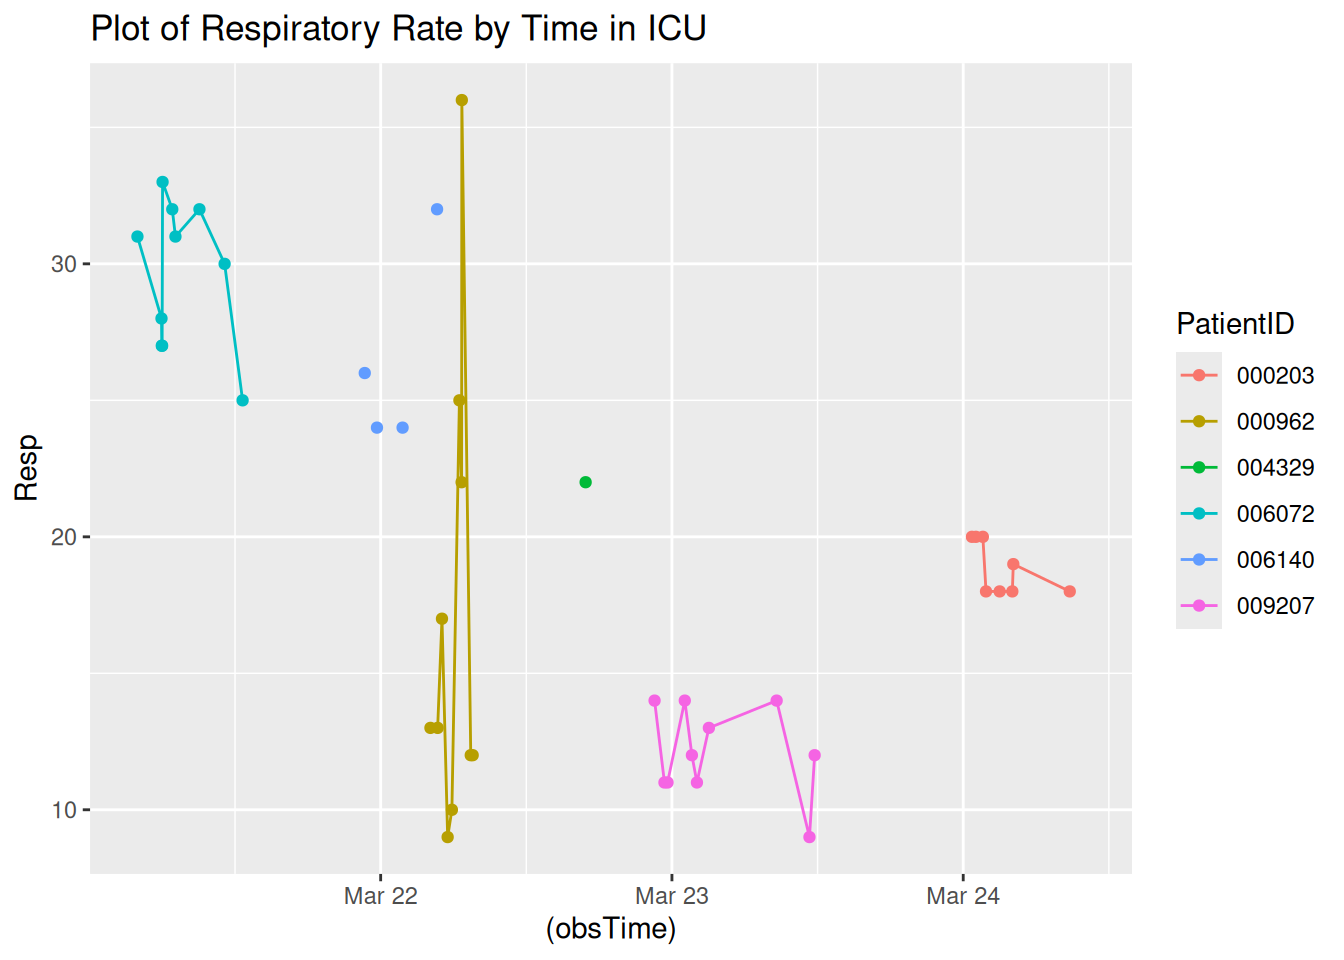 Plot of Respiratory Rate by Time in ICU
Resp
30
20
10
Mar 22
Mar 23
Mar 24
(obsTime)
PatientID
000203
000962
004329
006072
006140
009207